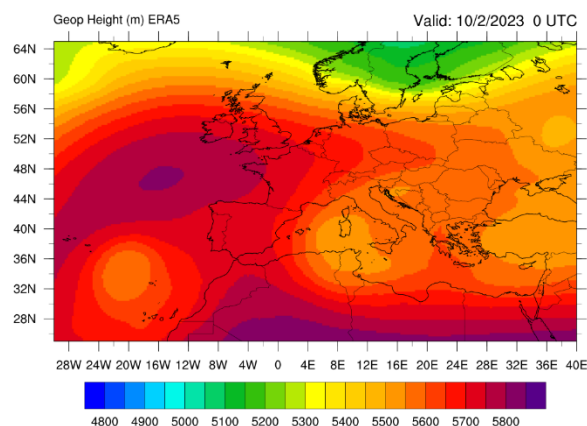 Geop Height (m) ERA5
Valid: 10/2/2023 0 UTC
64N
60N
56N
52N
48N
44N
40N
36N
32N
28N
28W 24W 20W 16W 12W 8W 4W 0 4E 8E 12E 16E 20E 24E 28E 32E 36E 40E
4800 4900 5000 5100 5200 5300 5400 5500 5600 5700 5800